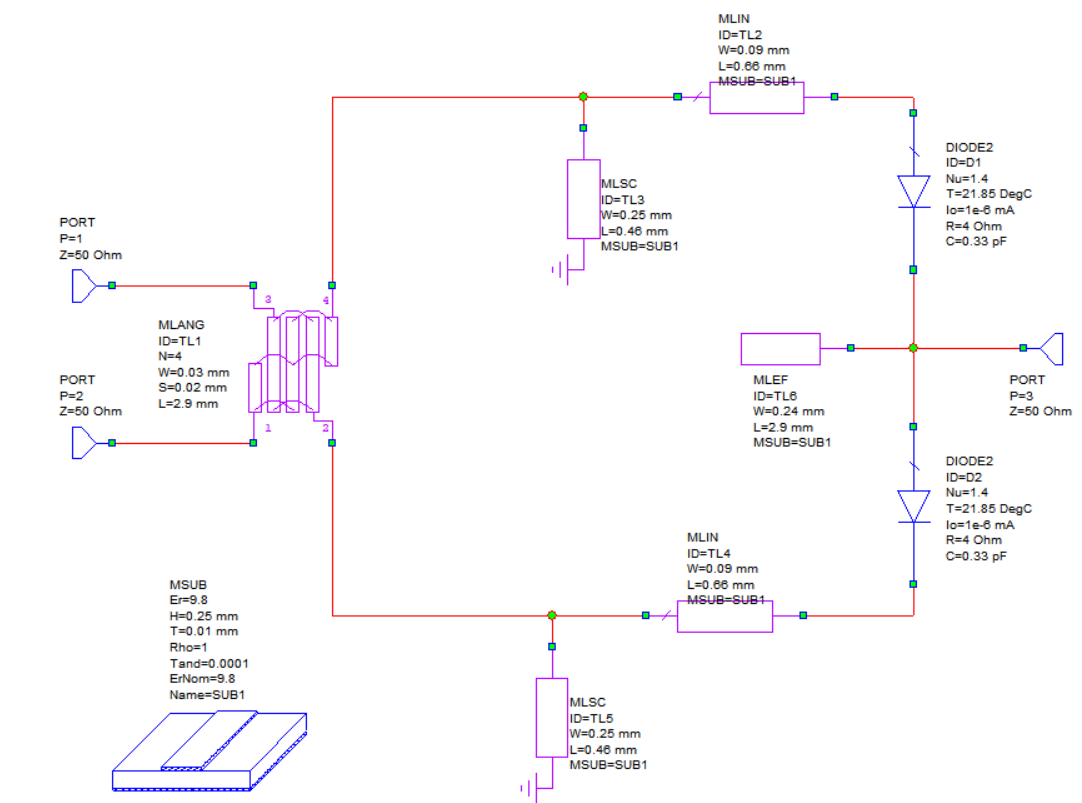 MLIN
ID=TL2
W=0.09 mm
L=0.66 mm
MSUB=SUB1
DIODE2
ID=D1
Nu=1.4
T=21.85 DegC
Io=1e-6 mA
R=4 Ohm
C=0.33 pF
MLSC
ID=TL3
W=0.25 mm
L=0.46 mm
MSUB=SUB1
PORT
P=1
Z=50 Ohm
3
4
MLANG
ID=TL1
N=4
W=0.03 mm
S=0.02 mm
L=2.9 mm
PORT
P=2
Z=50 Ohm
1
2
MLEF
ID=TL6
W=0.24 mm
L=2.9 mm
MSUB=SUB1
PORT
P=3
Z=50 Ohm
DIODE2
ID=D2
Nu=1.4
T=21.85 DegC
Io=1e-6 mA
R=4 Ohm
C=0.33 pF
MLIN
ID=TL4
W=0.09 mm
L=0.66 mm
MSUB=SUB1
MSUB
Er=9.8
H=0.25 mm
T=0.01 mm
Rho=1
Tand=0.0001
ErNom=9.8
Name=SUB1
MLSC
ID=TL5
W=0.25 mm
L=0.46 mm
MSUB=SUB1